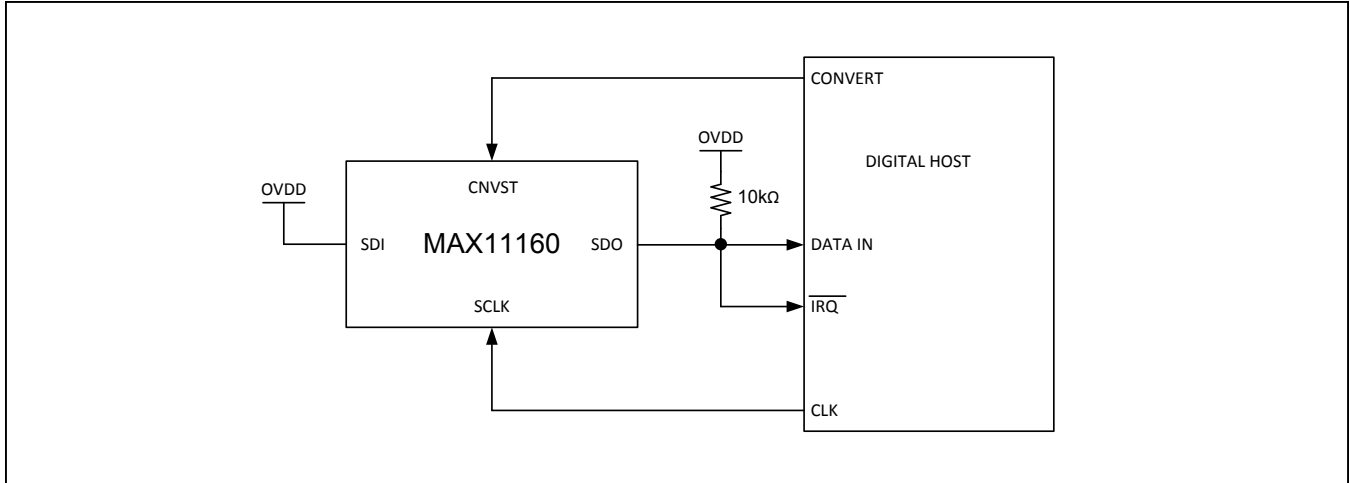 CONVERT
OVDD
DIGITAL HOST
OVDD
CNVST
10kΩ
SDI
MAX11160
SDO
DATA IN
SCLK
IRQ
CLK